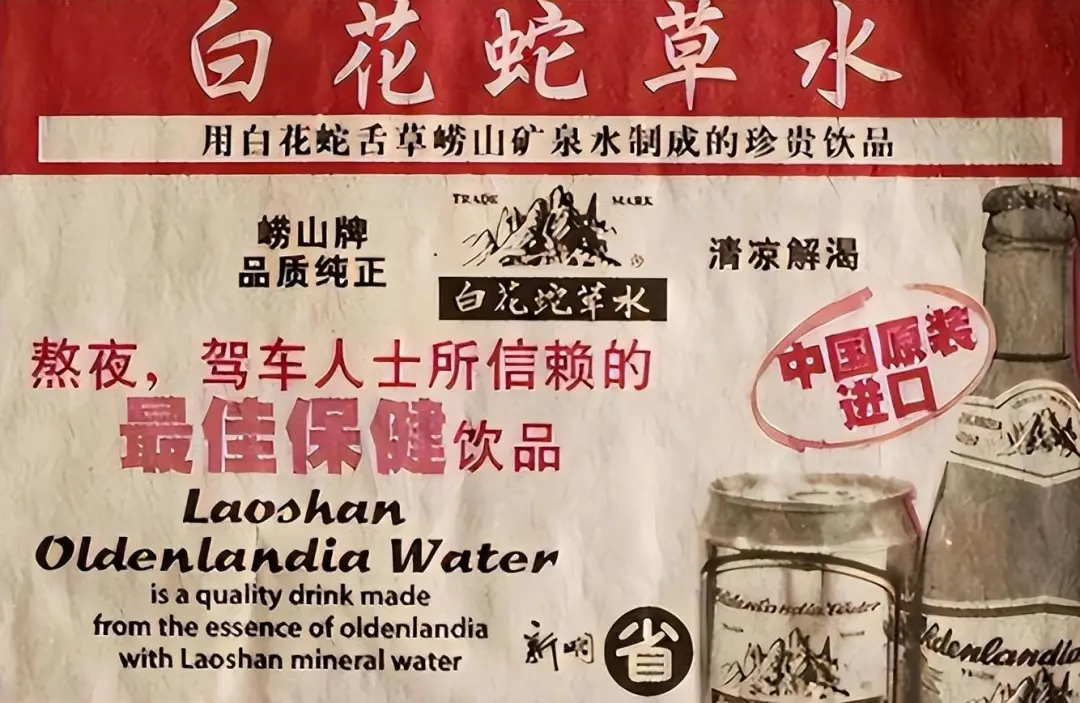 白花蛇草水
用白花蛇舌草崂山矿泉水制成的珍贵饮品
TRADE MARK
崂山牌
品质纯正
白花蛇草水
清凉解渴
熬夜，驾车人士所信赖的
最佳保健饮品
中国原装
进口
Laoshan
Oldenlandia Water
is a quality drink made
from the essence of oldenlandia
with Laoshan mineral water
省
Oldenlandia Water
Oldenlandia